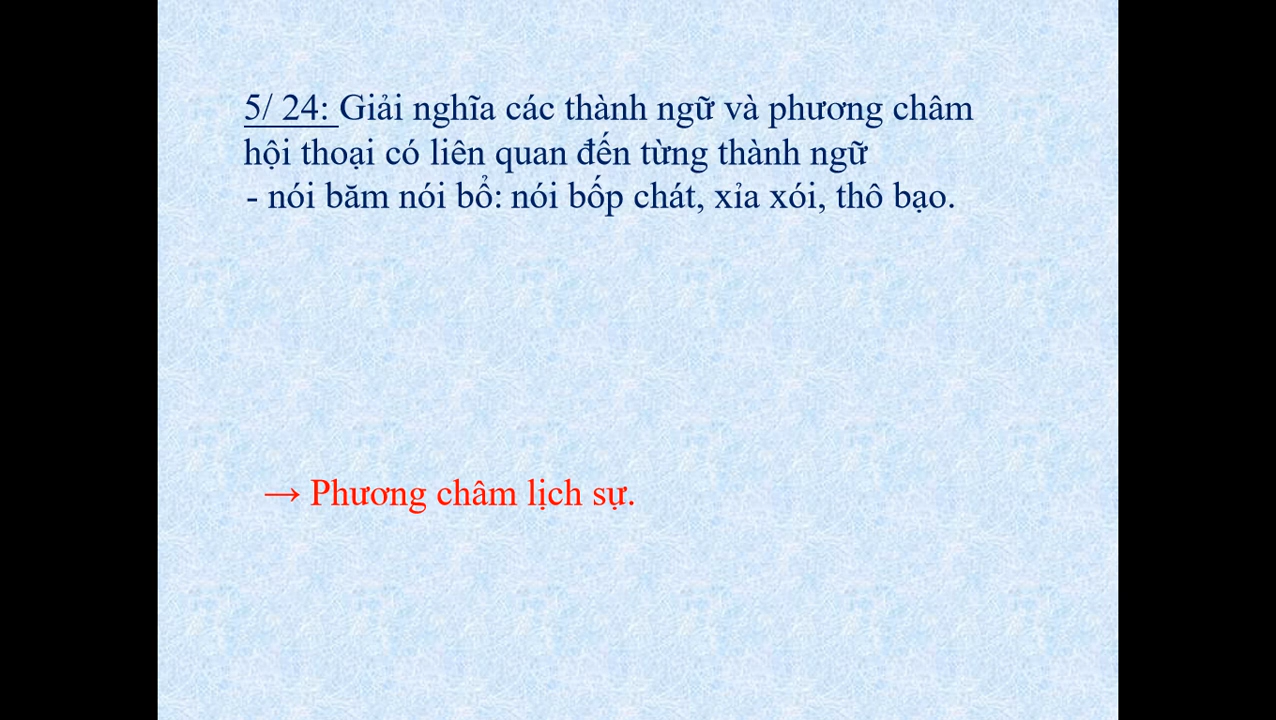 5/ 24: Giải nghĩa các thành ngữ và phương châm
hội thoại có liên quan đến từng thành ngữ
- nói băm nói bổ: nói bốp chát, xỉa xói, thô bạo.
→ Phương châm lịch sự.